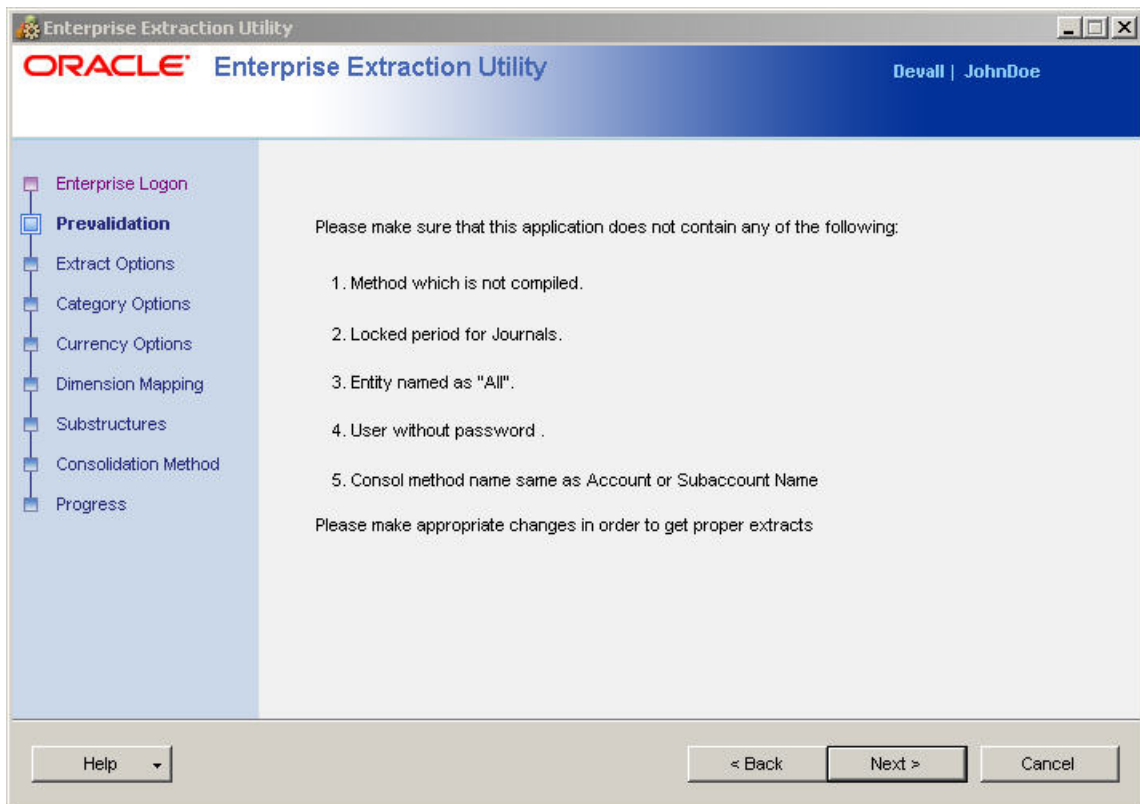 Enterprise Extraction Utility
ORACLE Enterprise Extraction Utility
Devall | JohnDoe
Enterprise Logon
Prevalidation
Extract Options
Category Options
Currency Options
Dimension Mapping
Substructures
Consolidation Method
Progress
Please make sure that this application does not contain any of the following:
1. Method which is not compiled.
2. Locked period for Journals.
3. Entity named as "All".
4. User without password .
5. Consol method name same as Account or Subaccount Name
Please make appropriate changes in order to get proper extracts
Help
< Back
Next >
Cancel